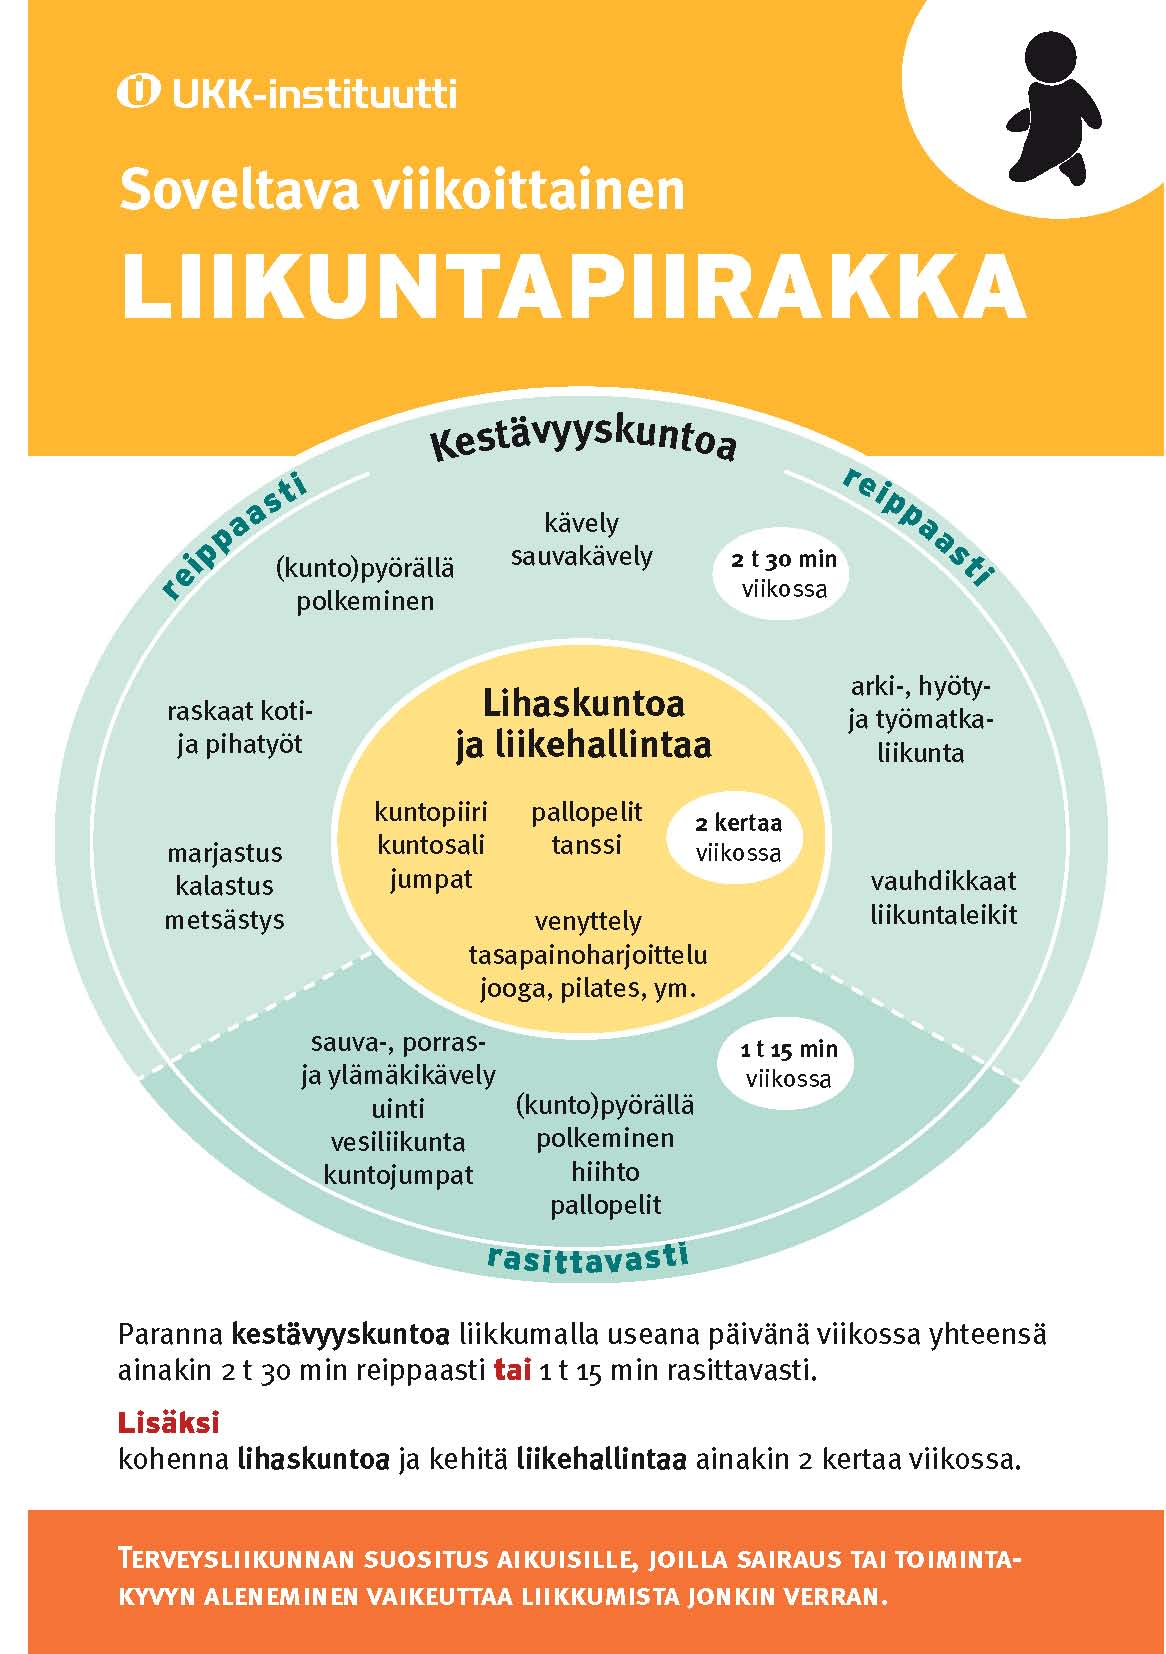 UKK-instituutti
Soveltava viikoittainen
LIIKUNTAPIIRAKKA
Kestävyyskuntoa
reippaasti
reippaasti
kävely
sauvakävely
(kunto)pyörällä
polkeminen
2 t 30 min
viikossa
raskaat koti-
ja pihatyöt
arki-, hyöty-
ja työmatka-
liikunta
marjastus
kalastus
metsästys
vauhdikkaat
liikuntaleikit
Lihaskuntoa
ja liikehallintaa
kuntopiiri
kuntosali
jumpat
pallopelit
tanssi
2 kertaa
viikossa
venyttely
tasapainoharjoittelu
jooga, pilates, ym.
sauva-, porras-
ja ylämäkikävely
uinti
vesiliikunta
kuntojumpat
(kunto)pyörällä
polkeminen
hiihto
pallopelit
1 t 15 min
viikossa
rasittavasti
Paranna kestävyyskuntoa liikkumalla useana päivänä viikossa yhteensä
ainakin 2 t 30 min reippaasti tai 1 t 15 min rasittavasti.
Lisäksi
kohenna lihaskuntoa ja kehitä liikehallintaa ainakin 2 kertaa viikossa.
TERVEYSLIIKUNNAN SUOSITUS AIKUISILLE, JOILLA SAIRAUS TAI TOIMINTA-
KYVYN ALENEMINEN VAIKEUTTAA LIIKKUMISTA JONKIN VERRAN.